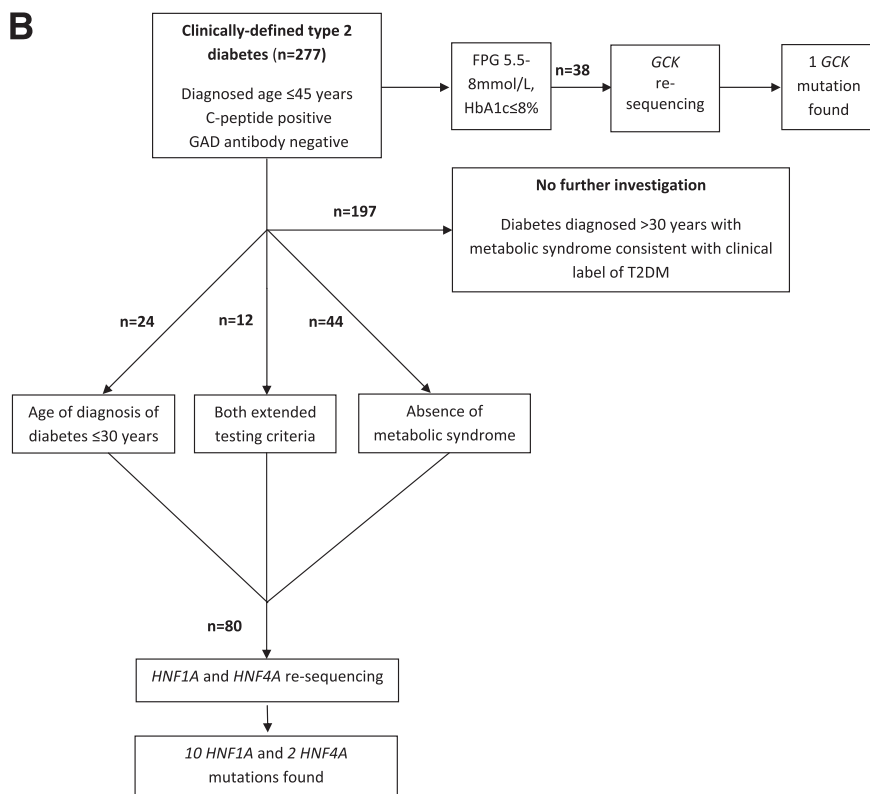 B
Clinically-defined type 2
diabetes (n=277)
Diagnosed age ≤45 years
C-peptide positive
GAD antibody negative
FPG 5.5-
8mmol/L,
HbA1c≤8%
n=38
GCK
re-
sequencing
1 GCK
mutation
found
n=197
No further investigation
Diabetes diagnosed >30 years with
metabolic syndrome consistent with clinical
label of T2DM
n=24
n=12
n=44
Age of diagnosis of
diabetes ≤30 years
Both extended
testing criteria
Absence of
metabolic syndrome
n=80
HNF1A and HNF4A re-sequencing
10 HNF1A and 2 HNF4A
mutations found